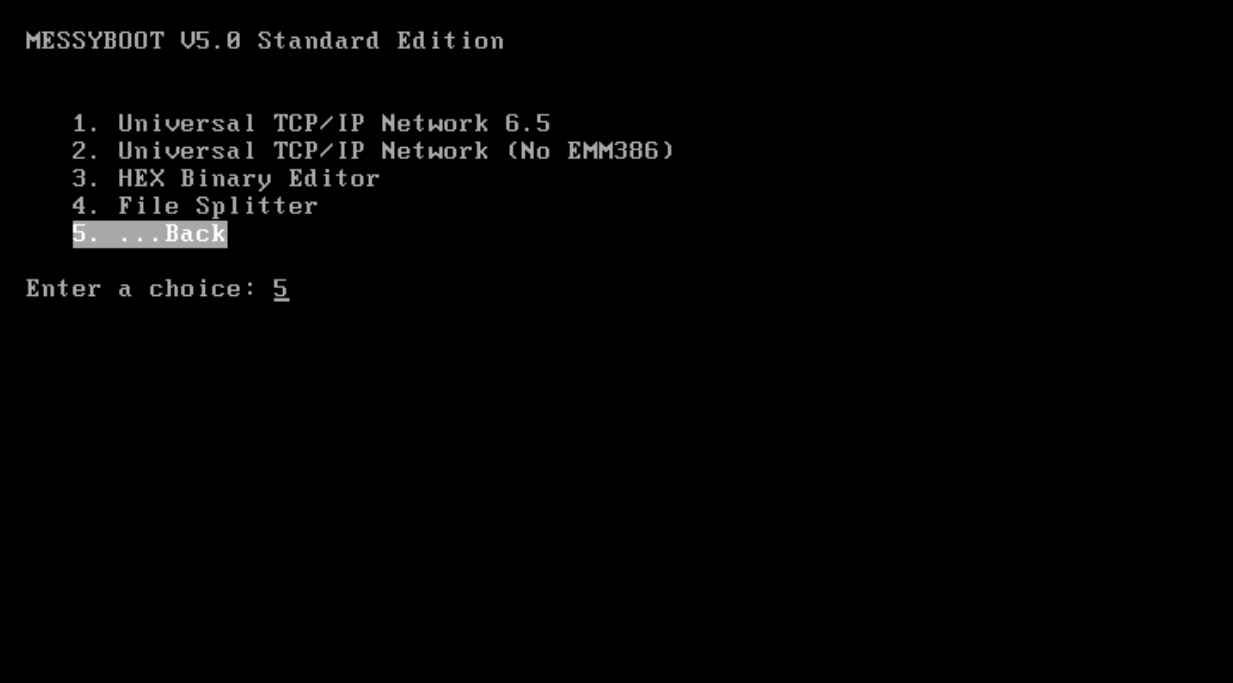 MESSYBOOT V5.0 Standard Edition
1. Universal TCP/IP Network 6.5
2. Universal TCP/IP Network (No EMM386)
3. HEX Binary Editor
4. File Splitter
5. ...Back
Enter a choice: 5